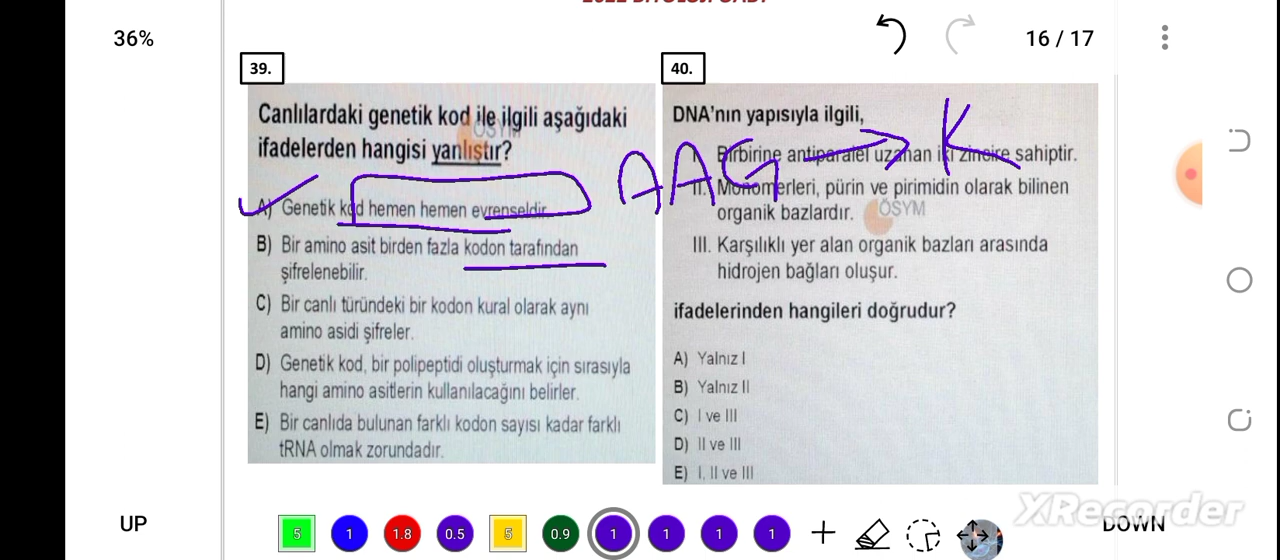 36%
16 / 17
39.
Canlılardaki genetik kod ile ilgili aşağıdaki
ifadelerden hangisi yanlıştır?
ÖSYM
A) Genetik kod hemen hemen evrenseldir.
B) Bir amino asit birden fazla kodon tarafından
şifrelenebilir.
C) Bir canlı türündeki bir kodon kural olarak aynı
amino asidi şifreler.
D) Genetik kod, bir polipeptidi oluşturmak için sırasıyla
hangi amino asitlerin kullanılacağını belirler.
E) Bir canlıda bulunan farklı kodon sayısı kadar farklı
tRNA olmak zorundadır.
40.
DNA'nın yapısıyla ilgili,
AAG → K
I. Birbirine antiparalel uzanan iki zincire sahiptir.
II. Monomerleri, pürin ve pirimidin olarak bilinen
organik bazlardır.
ÖSYM
III. Karşılıklı yer alan organik bazları arasında
hidrojen bağları oluşur.
ifadelerinden hangileri doğrudur?
A) Yalnız I
B) Yalnız II
C) I ve III
D) II ve III
E) I, II ve III
UP
5 1 1.8 0.5 5 0.9 1 1 1 1
XRecorder
DOWN